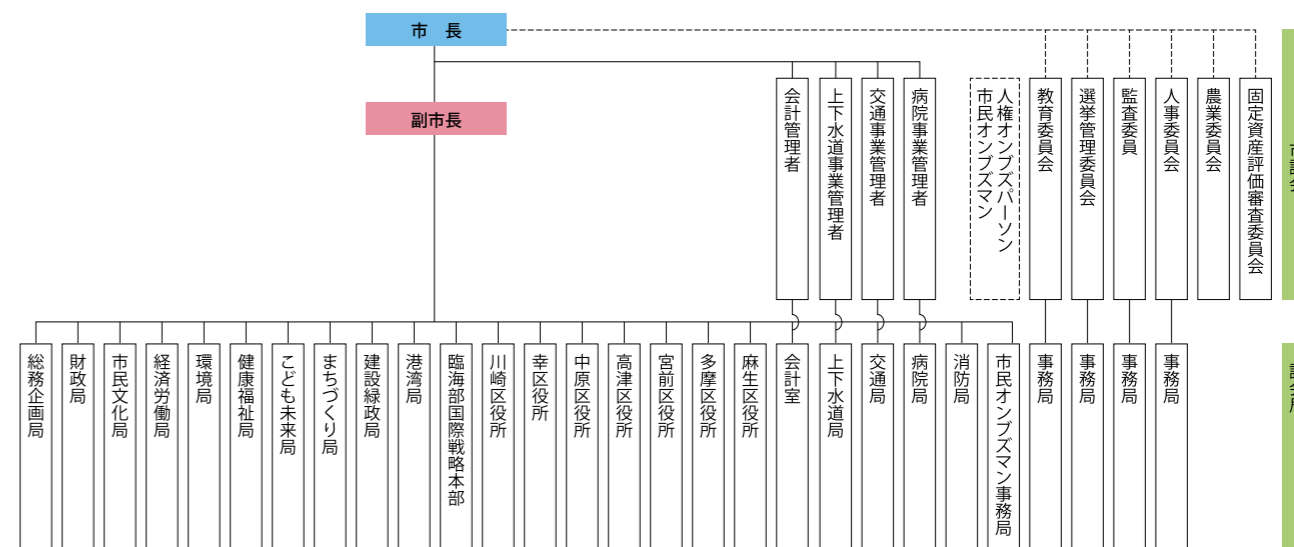 市　長
副市長
会計管理者
上下水道事業管理者
交通事業管理者
病院事業管理者
人権オンブズパーソン
市民オンブズマン
教育委員会
選挙管理委員会
監査委員
人事委員会
農業委員会
固定資産評価審査委員会
総務企画局
財政局
市民文化局
経済労働局
環境局
健康福祉局
こども未来局
まちづくり局
建設緑政局
港湾局
臨海部国際戦略本部
川崎区役所
幸区役所
中原区役所
高津区役所
宮前区役所
多摩区役所
麻生区役所
会計室
上下水道局
交通局
病院局
消防局
市民オンブズマン事務局
事務局
事務局
事務局
事務局